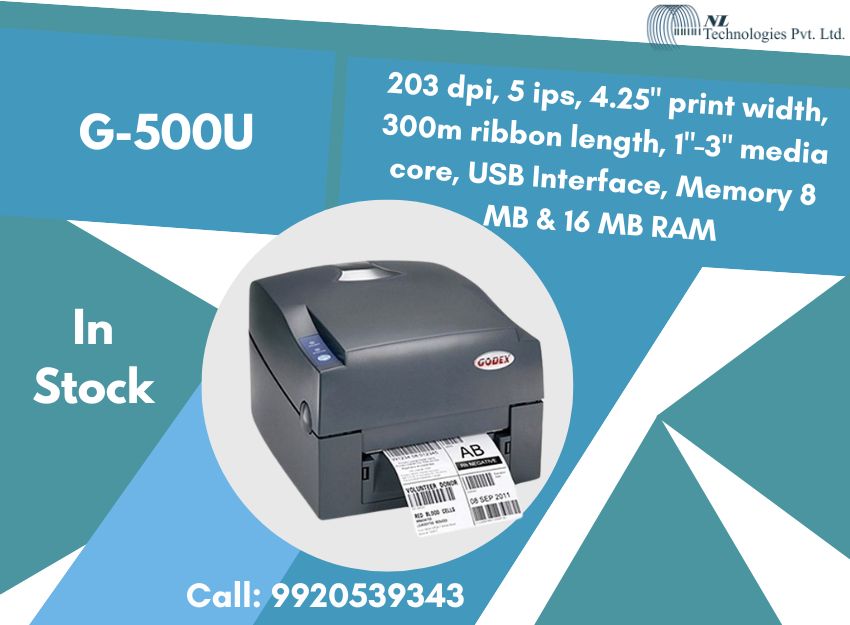 NL
Technologies Pvt. Ltd.
G-500U
203 dpi, 5 ips, 4.25" print width,
300m ribbon length, 1"-3" media
core, USB Interface, Memory 8
MB & 16 MB RAM
In
Stock
GODEX
AB
Rh NEGATIVE
VOLUNTEER DONOR
RED BLOOD CELLS
08 SEP 2011
Call: 9920539343